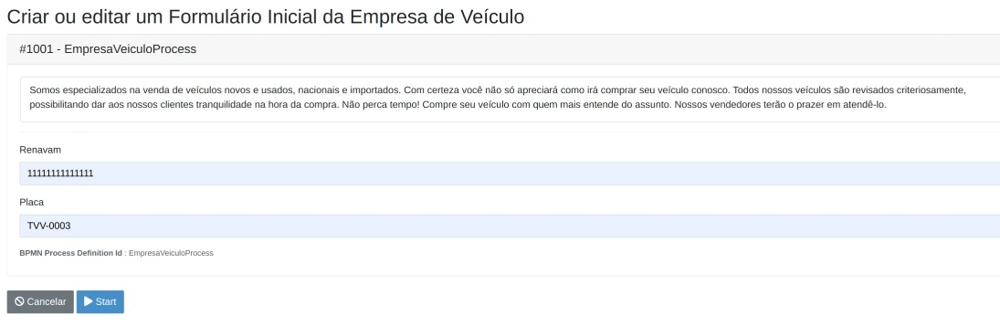 Criar ou editar um Formulário Inicial da Empresa de Veículo
#1001 - EmpresaVeiculoProcess
Somos especializados na venda de veículos novos e usados, nacionais e importados. Com certeza você não só apreciará como irá comprar seu veículo conosco. Todos nossos veículos são revisados criteriosamente,
possibilitando dar aos nossos clientes tranquilidade na hora da compra. Não perca tempo! Compre seu veículo com quem mais entende do assunto. Nossos vendedores terão o prazer em atendê-lo.
Renavam
11111111111111
Placa
TVV-0003
BPMN Process Definition Id : EmpresaVeiculoProcess
Cancelar Start